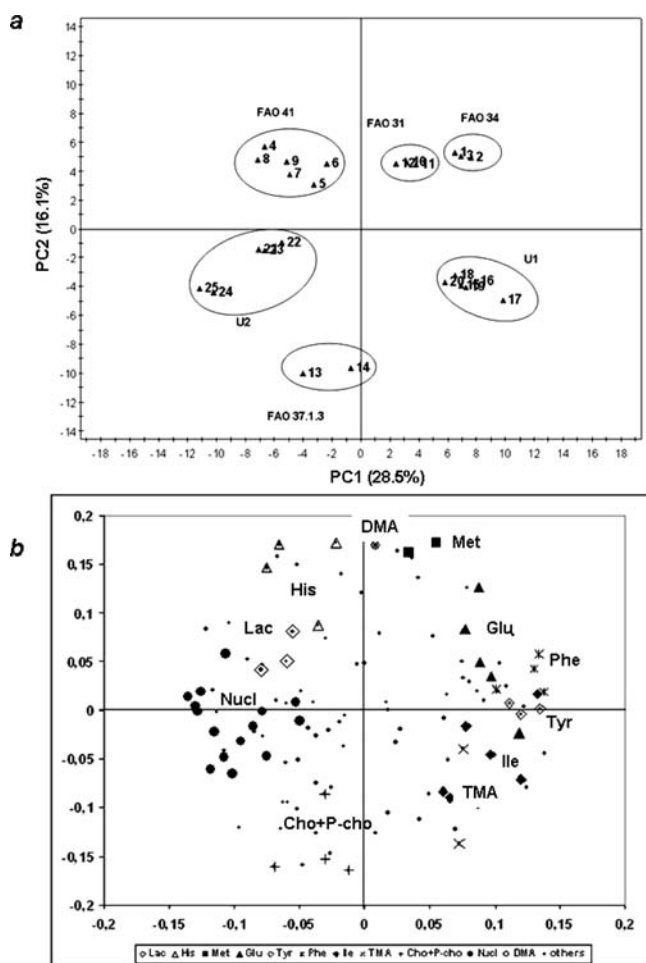 a
14
12
10
8
6
4
2
0
-2
-4
-6
-8
-10
-12
-14
PC2 (16.1%)
FAO 41
FAO 31
FAO 34
4
8
9
7
6
5
11
1
2
22
25
24
U2
U1
18
20
16
17
13
14
FAO 37.1.3
-18 -16 -14 -12 -10 -8 -6 -4 -2 0 2 4 6 8 10 12 14 16 18
PC1 (28.5%)
b
0,2
0,15
0,1
0,05
0
-0,05
-0,1
-0,15
-0,2
DMA
Met
His
Lac
Glu
Phe
Nucl
Tyr
Ile
TMA
Cho+P-cho
-0,2 -0,15 -0,1 -0,05 0 0,05 0,1 0,15 0,2
Lac His Met Glu Tyr Phe Ile TMA Cho+P-cho Nucl DMA others